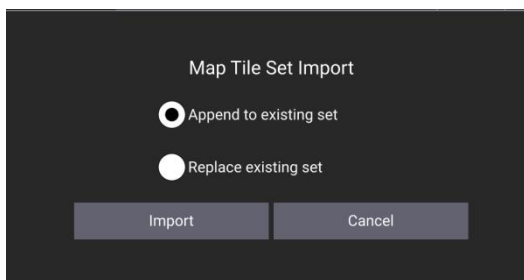 Map Tile Set Import
Append to existing set
Replace existing set
Import Cancel